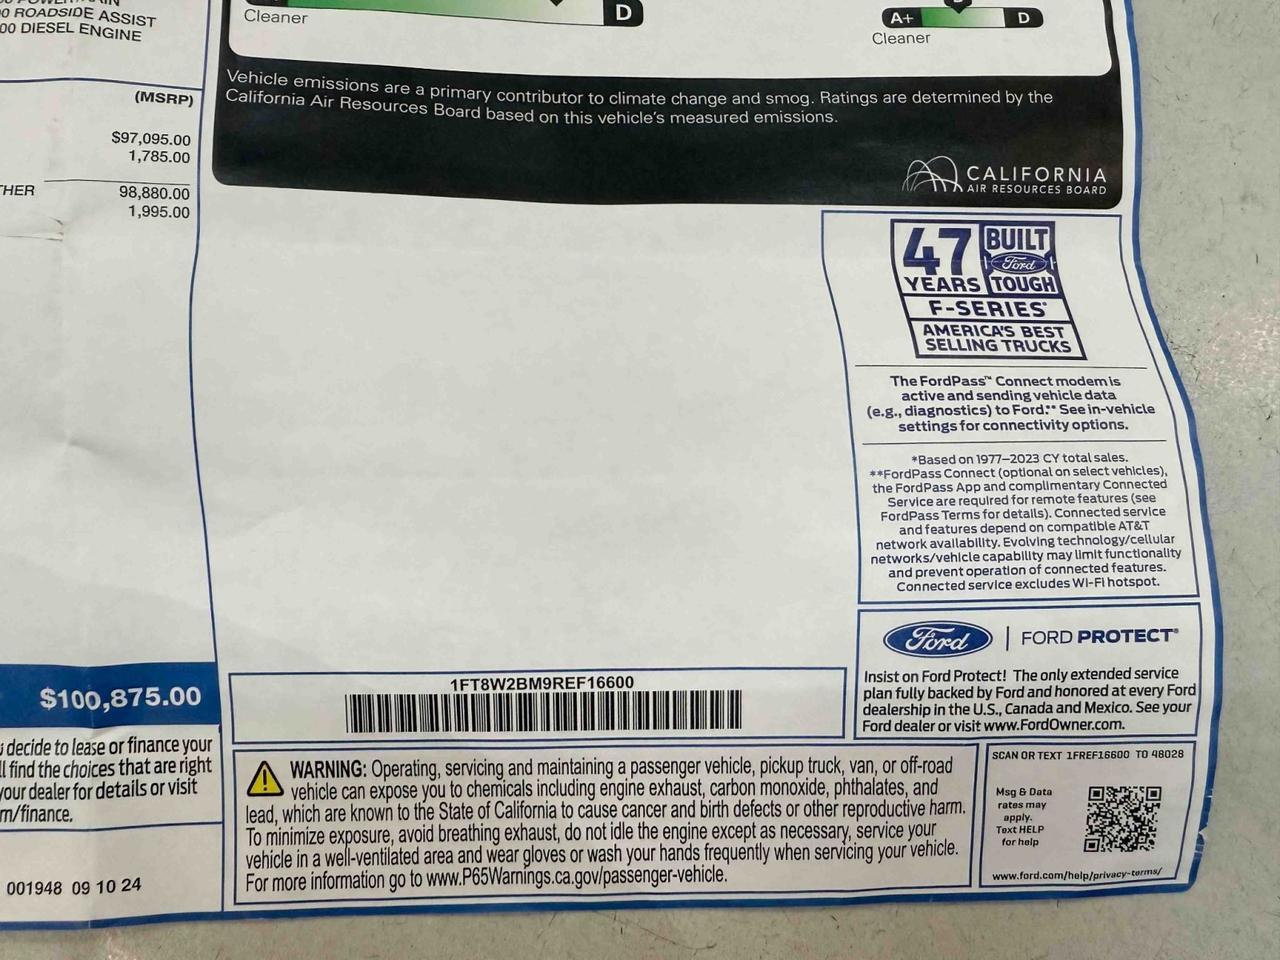 0 ROADSIDE ASSIST
00 DIESEL ENGINE
(MSRP)
$97,095.00
1,785.00
THER 98,880.00
1,995.00
$100,875.00
decide to lease or finance your
ll find the choices that are right
your dealer for details or visit
m/finance.
001948 09 10 24
Cleaner
D
A+ D
Cleaner
Vehicle emissions are a primary contributor to climate change and smog. Ratings are determined by the
California Air Resources Board based on this vehicle's measured emissions.
CALIFORNIA
AIR RESOURCES BOARD
47 YEARS
BUILT
Ford
TOUGH
F-SERIES*
AMERICA'S BEST
SELLING TRUCKS
The FordPass™ Connect modem is
active and sending vehicle data
(e.g., diagnostics) to Ford.** See in-vehicle
settings for connectivity options.
*Based on 1977–2023 CY total sales.
**FordPass Connect (optional on select vehicles),
the FordPass App and complimentary Connected
Service are required for remote features (see
FordPass Terms for details). Connected service
and features depend on compatible AT&T
network availability. Evolving technology/cellular
networks/vehicle capability may limit functionality
and prevent operation of connected features.
Connected service excludes Wi-Fi hotspot.
Ford | FORD PROTECT®
Insist on Ford Protect! The only extended service
plan fully backed by Ford and honored at every Ford
dealership in the U.S., Canada and Mexico. See your
Ford dealer or visit www.FordOwner.com.
1FT8W2BM9REF16600
WARNING: Operating, servicing and maintaining a passenger vehicle, pickup truck, van, or off-road
vehicle can expose you to chemicals including engine exhaust, carbon monoxide, phthalates, and
lead, which are known to the State of California to cause cancer and birth defects or other reproductive harm.
To minimize exposure, avoid breathing exhaust, do not idle the engine except as necessary, service your
vehicle in a well-ventilated area and wear gloves or wash your hands frequently when servicing your vehicle.
For more information go to www.P65Warnings.ca.gov/passenger-vehicle.
SCAN OR TEXT 1FREF16600 TO 48028
Msg & Data
rates may
apply.
Text HELP
for help
www.ford.com/help/privacy-terms/